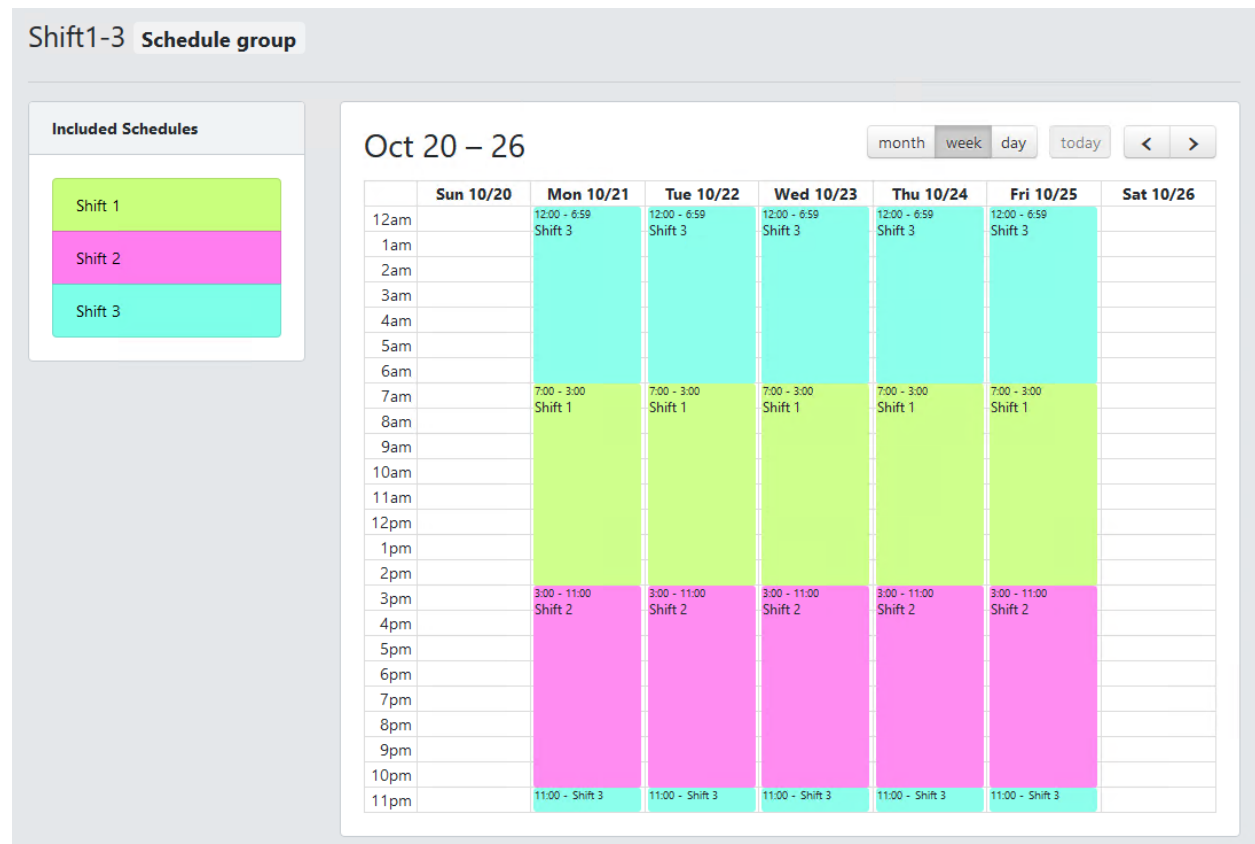 Shift1-3 Schedule group
Included Schedules
Shift 1
Shift 2
Shift 3
Oct 20 – 26
month week day today < >
Sun 10/20 Mon 10/21 Tue 10/22 Wed 10/23 Thu 10/24 Fri 10/25 Sat 10/26
12am 12:00 - 6:59 12:00 - 6:59 12:00 - 6:59 12:00 - 6:59 12:00 - 6:59
Shift 3 Shift 3 Shift 3 Shift 3 Shift 3
1am
2am
3am
4am
5am
6am
7am 7:00 - 3:00 7:00 - 3:00 7:00 - 3:00 7:00 - 3:00 7:00 - 3:00
Shift 1 Shift 1 Shift 1 Shift 1 Shift 1
8am
9am
10am
11am
12pm
1pm
2pm
3pm 3:00 - 11:00 3:00 - 11:00 3:00 - 11:00 3:00 - 11:00 3:00 - 11:00
Shift 2 Shift 2 Shift 2 Shift 2 Shift 2
4pm
5pm
6pm
7pm
8pm
9pm
10pm
11pm 11:00 - Shift 3 11:00 - Shift 3 11:00 - Shift 3 11:00 - Shift 3 11:00 - Shift 3